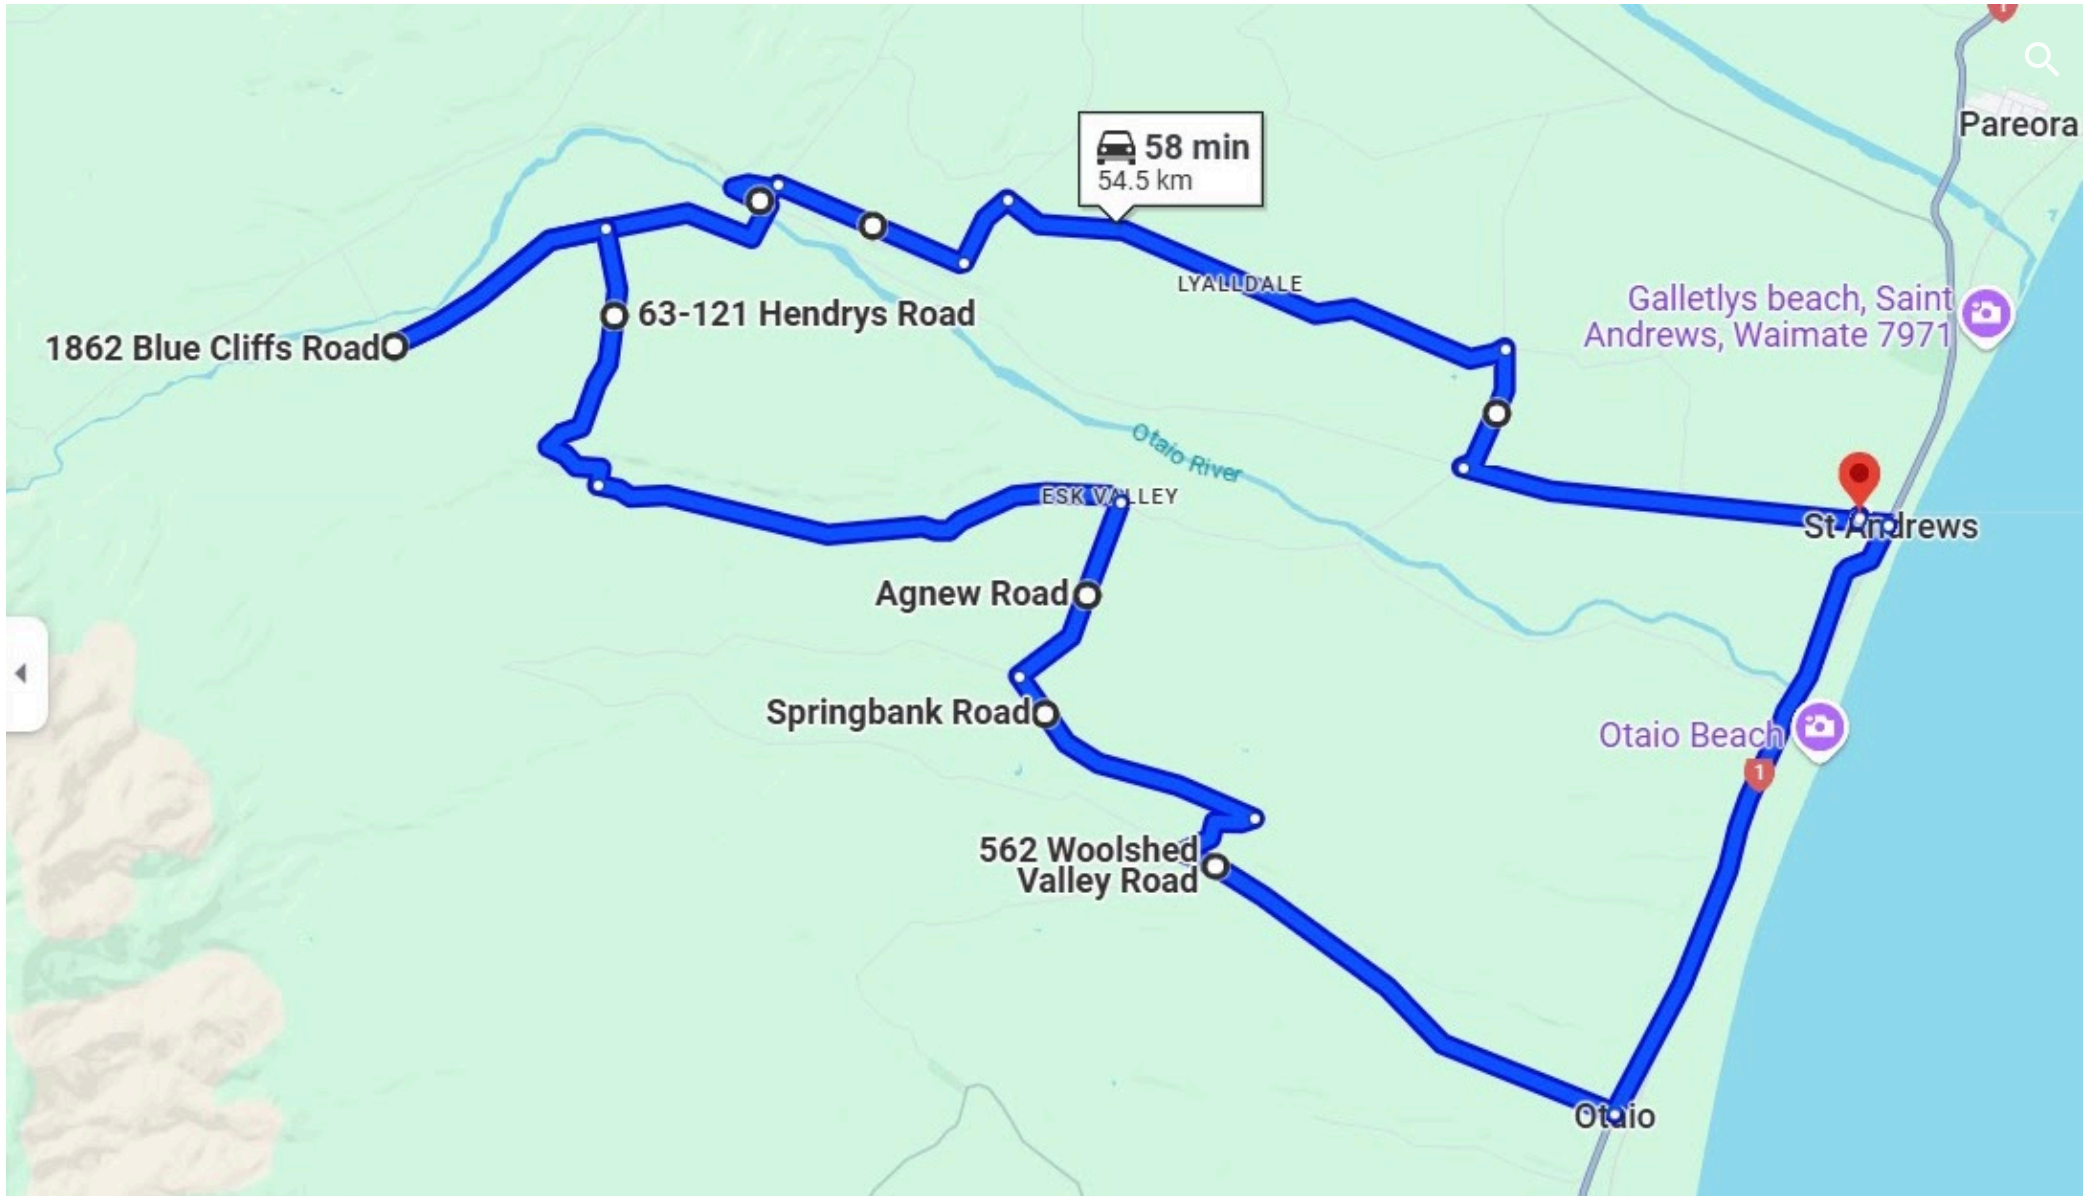 1
Pareora
58 min
54.5 km
LYALLDALE
Galletlys beach, Saint
Andrews, Waimate 7971
63-121 Hendrys Road
1862 Blue Cliffs Road
Otaio River
ESK VALLEY
St Andrews
Agnew Road
Springbank Road
Otaio Beach
1
562 Woolshed
Valley Road
Otaio